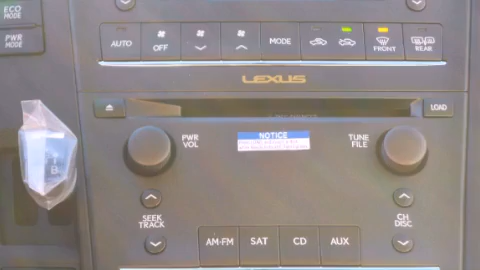 ECO
MODE
PWR
MODE
AUTO
OFF
MODE
FRONT
REAR
LEXUS
LOAD
PWR
VOL
NOTICE
TUNE
FILE
B
SEEK
TRACK
CH
DISC
AM·FM
SAT
CD
AUX